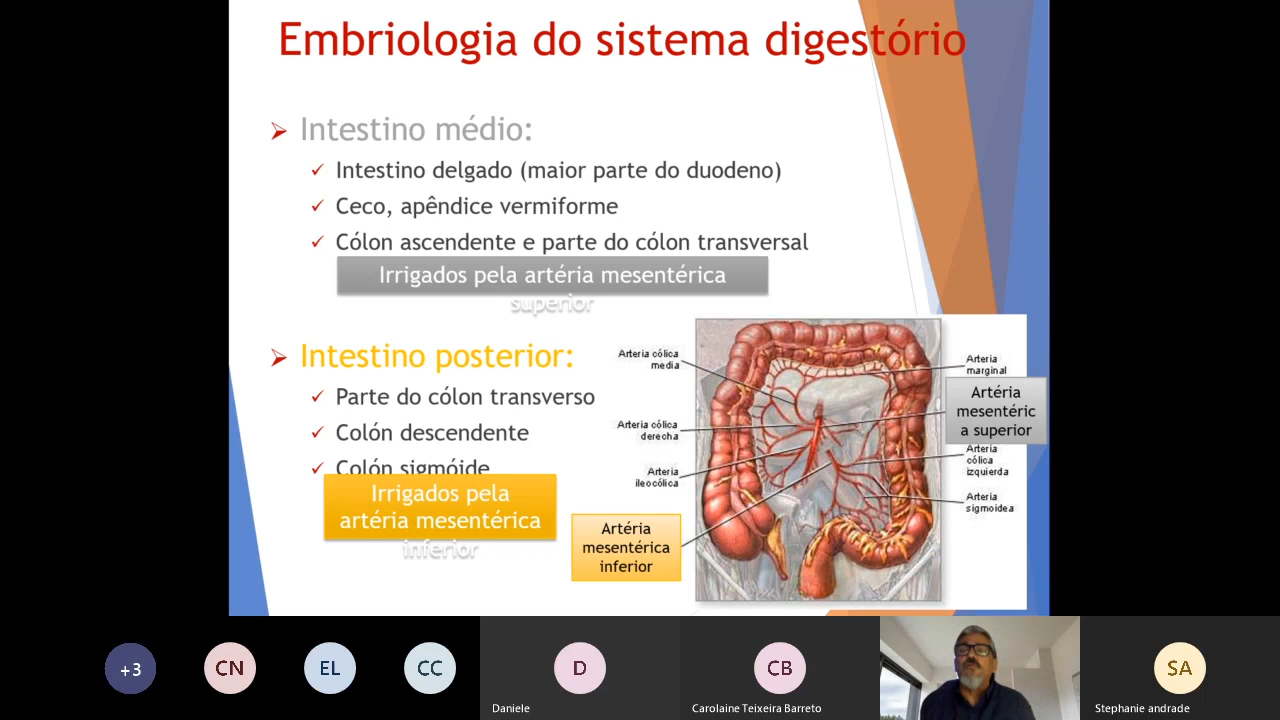 Embriologia do sistema digestório
Intestino médio:
Intestino delgado (maior parte do duodeno)
Ceco, apêndice vermiforme
Cólon ascendente e parte do cólon transversal
Irrigados pela artéria mesentérica
superior
Intestino posterior:
Parte do cólon transverso
Colón descendente
Colón sigmóide
Irrigados pela
artéria mesentérica
inferior
Arteria cólica
media
Arteria cólica
derecha
Arteria
ileocólica
Artéria
mesentérica
inferior
Arteria
marginal
Artéria
mesentéric
a superior
Arteria
cólica
izquierda
Arteria
sigmoidea
+3
CN
EL
CC
D
Daniele
CB
Carolaine Teixeira Barreto
SA
Stephanie andrade